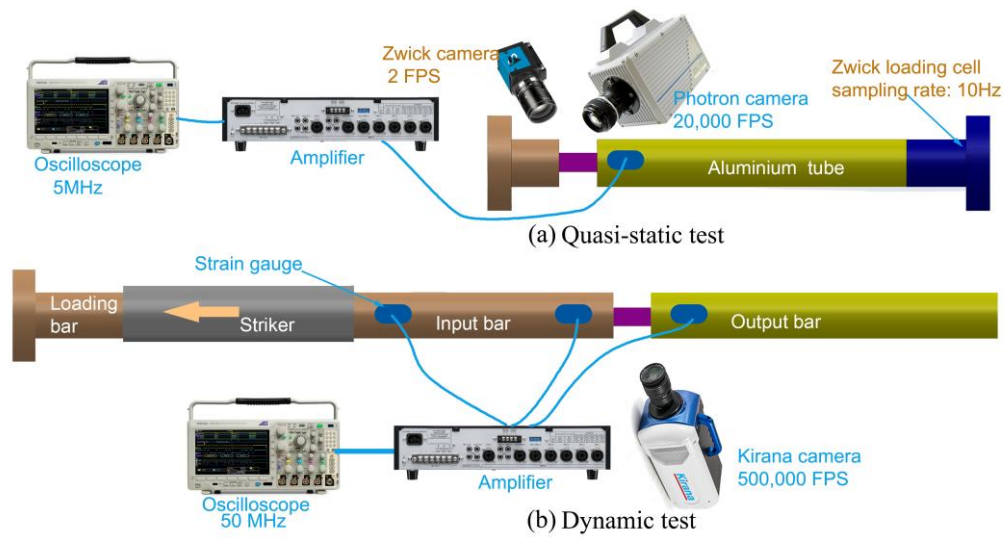 Zwick camera
2 FPS
Zwick loading cell
sampling rate: 10Hz
Photron camera
20,000 FPS
Oscilloscope
5MHz
Amplifier
Aluminium tube
(a) Quasi-static test
Strain gauge
Loading
bar
Striker
Input bar
Output bar
Kirana
Kirana camera
500,000 FPS
Amplifier
Oscilloscope
50 MHz
(b) Dynamic test